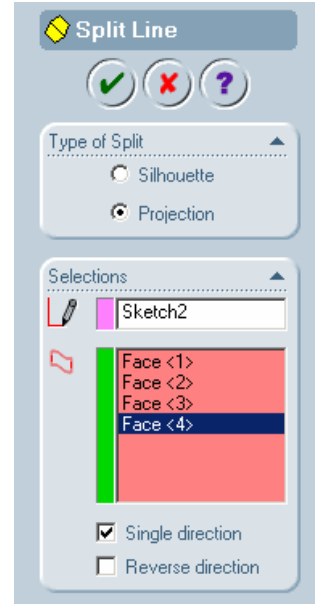 Split Line
?
Type of Split
Silhouette
Projection
Selections
Sketch2
Face <1>
Face <2>
Face <3>
Face <4>
Single direction
Reverse direction